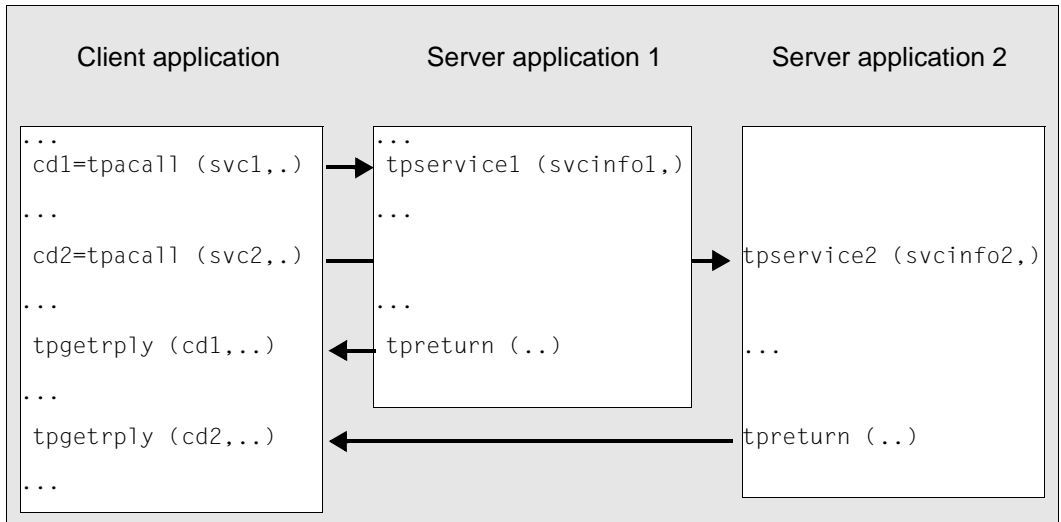 Client application
Server application 1
Server application 2
...
cd1=tpacall (svc1,.)
...
cd2=tpacall (svc2,.)
...
tpgetrply (cd1,..)
...
tpgetrply (cd2,..)
...
...
tpservice1 (svcinfo1,)
...
...
tpreturn (..)
tpservice2 (svcinfo2,)
...
tpreturn (..)